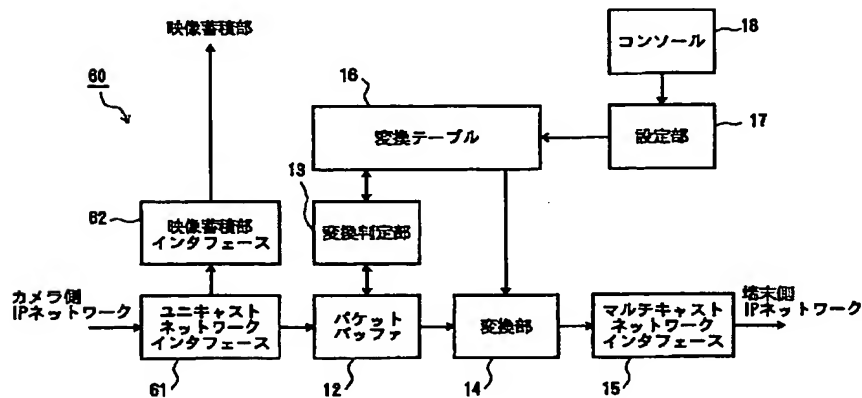 映像蓄積部
60
16
コンソール
18
変換テーブル
設定部
17
13
62
映像蓄積部
インタフェース
変換判定部
カメラ側
IPネットワーク
ユニキャスト
ネットワーク
インタフェース
パケット
バッファ
変換部
マルチキャスト
ネットワーク
インタフェース
端末側
IPネットワーク
61
12
14
15